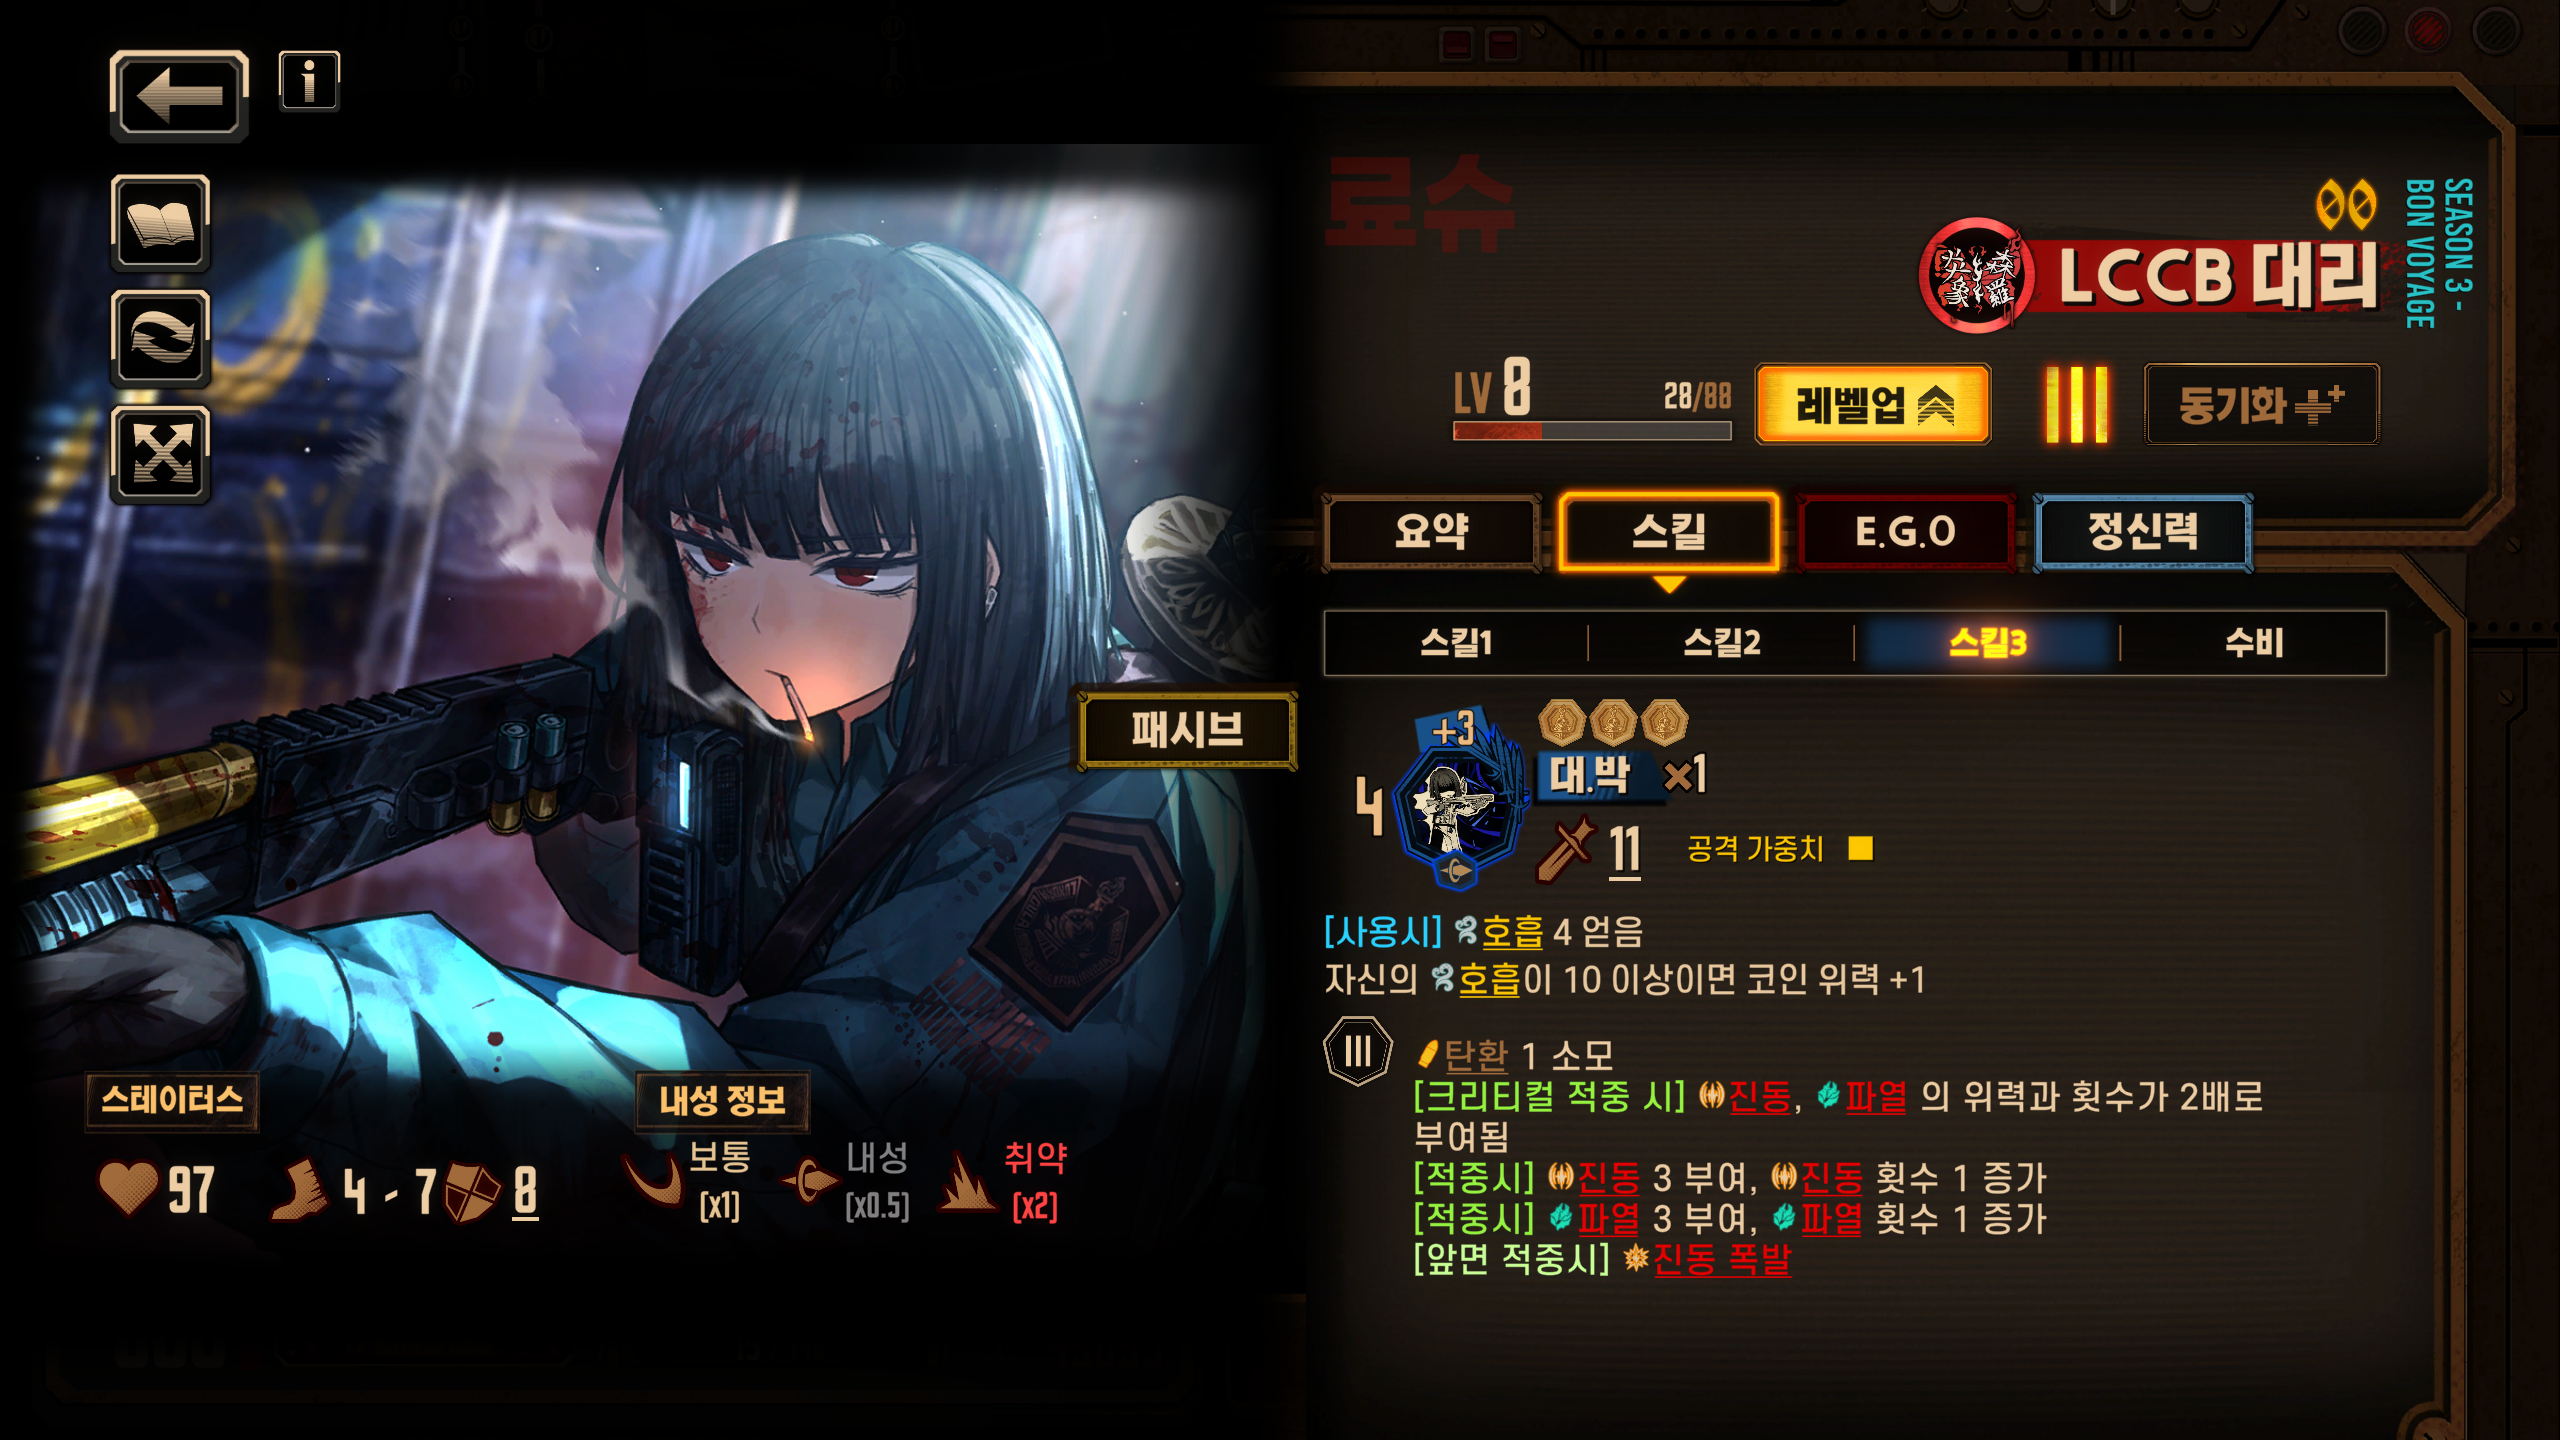 료슈
LCCB 대리
SEASON 3 -
BON VOYAGE
LV 8
28/88
레벨업
동기화
요약
스킬
E.G.O
정신력
스킬1
스킬2
스킬3
수비
패시브
+3
4
대.박 ×1
11
공격 가중치
[사용시] 호흡 4 얻음
자신의 호흡이 10 이상이면 코인 위력 +1
III
탄환 1 소모
[크리티컬 적중 시] 진동, 파열 의 위력과 횟수가 2배로
부여됨
[적중시] 진동 3 부여, 진동 횟수 1 증가
[적중시] 파열 3 부여, 파열 횟수 1 증가
[앞면 적중시] 진동 폭발
스테이터스
97
4 - 7
8
내성 정보
보통
[x1]
내성
[x0.5]
취약
[x2]